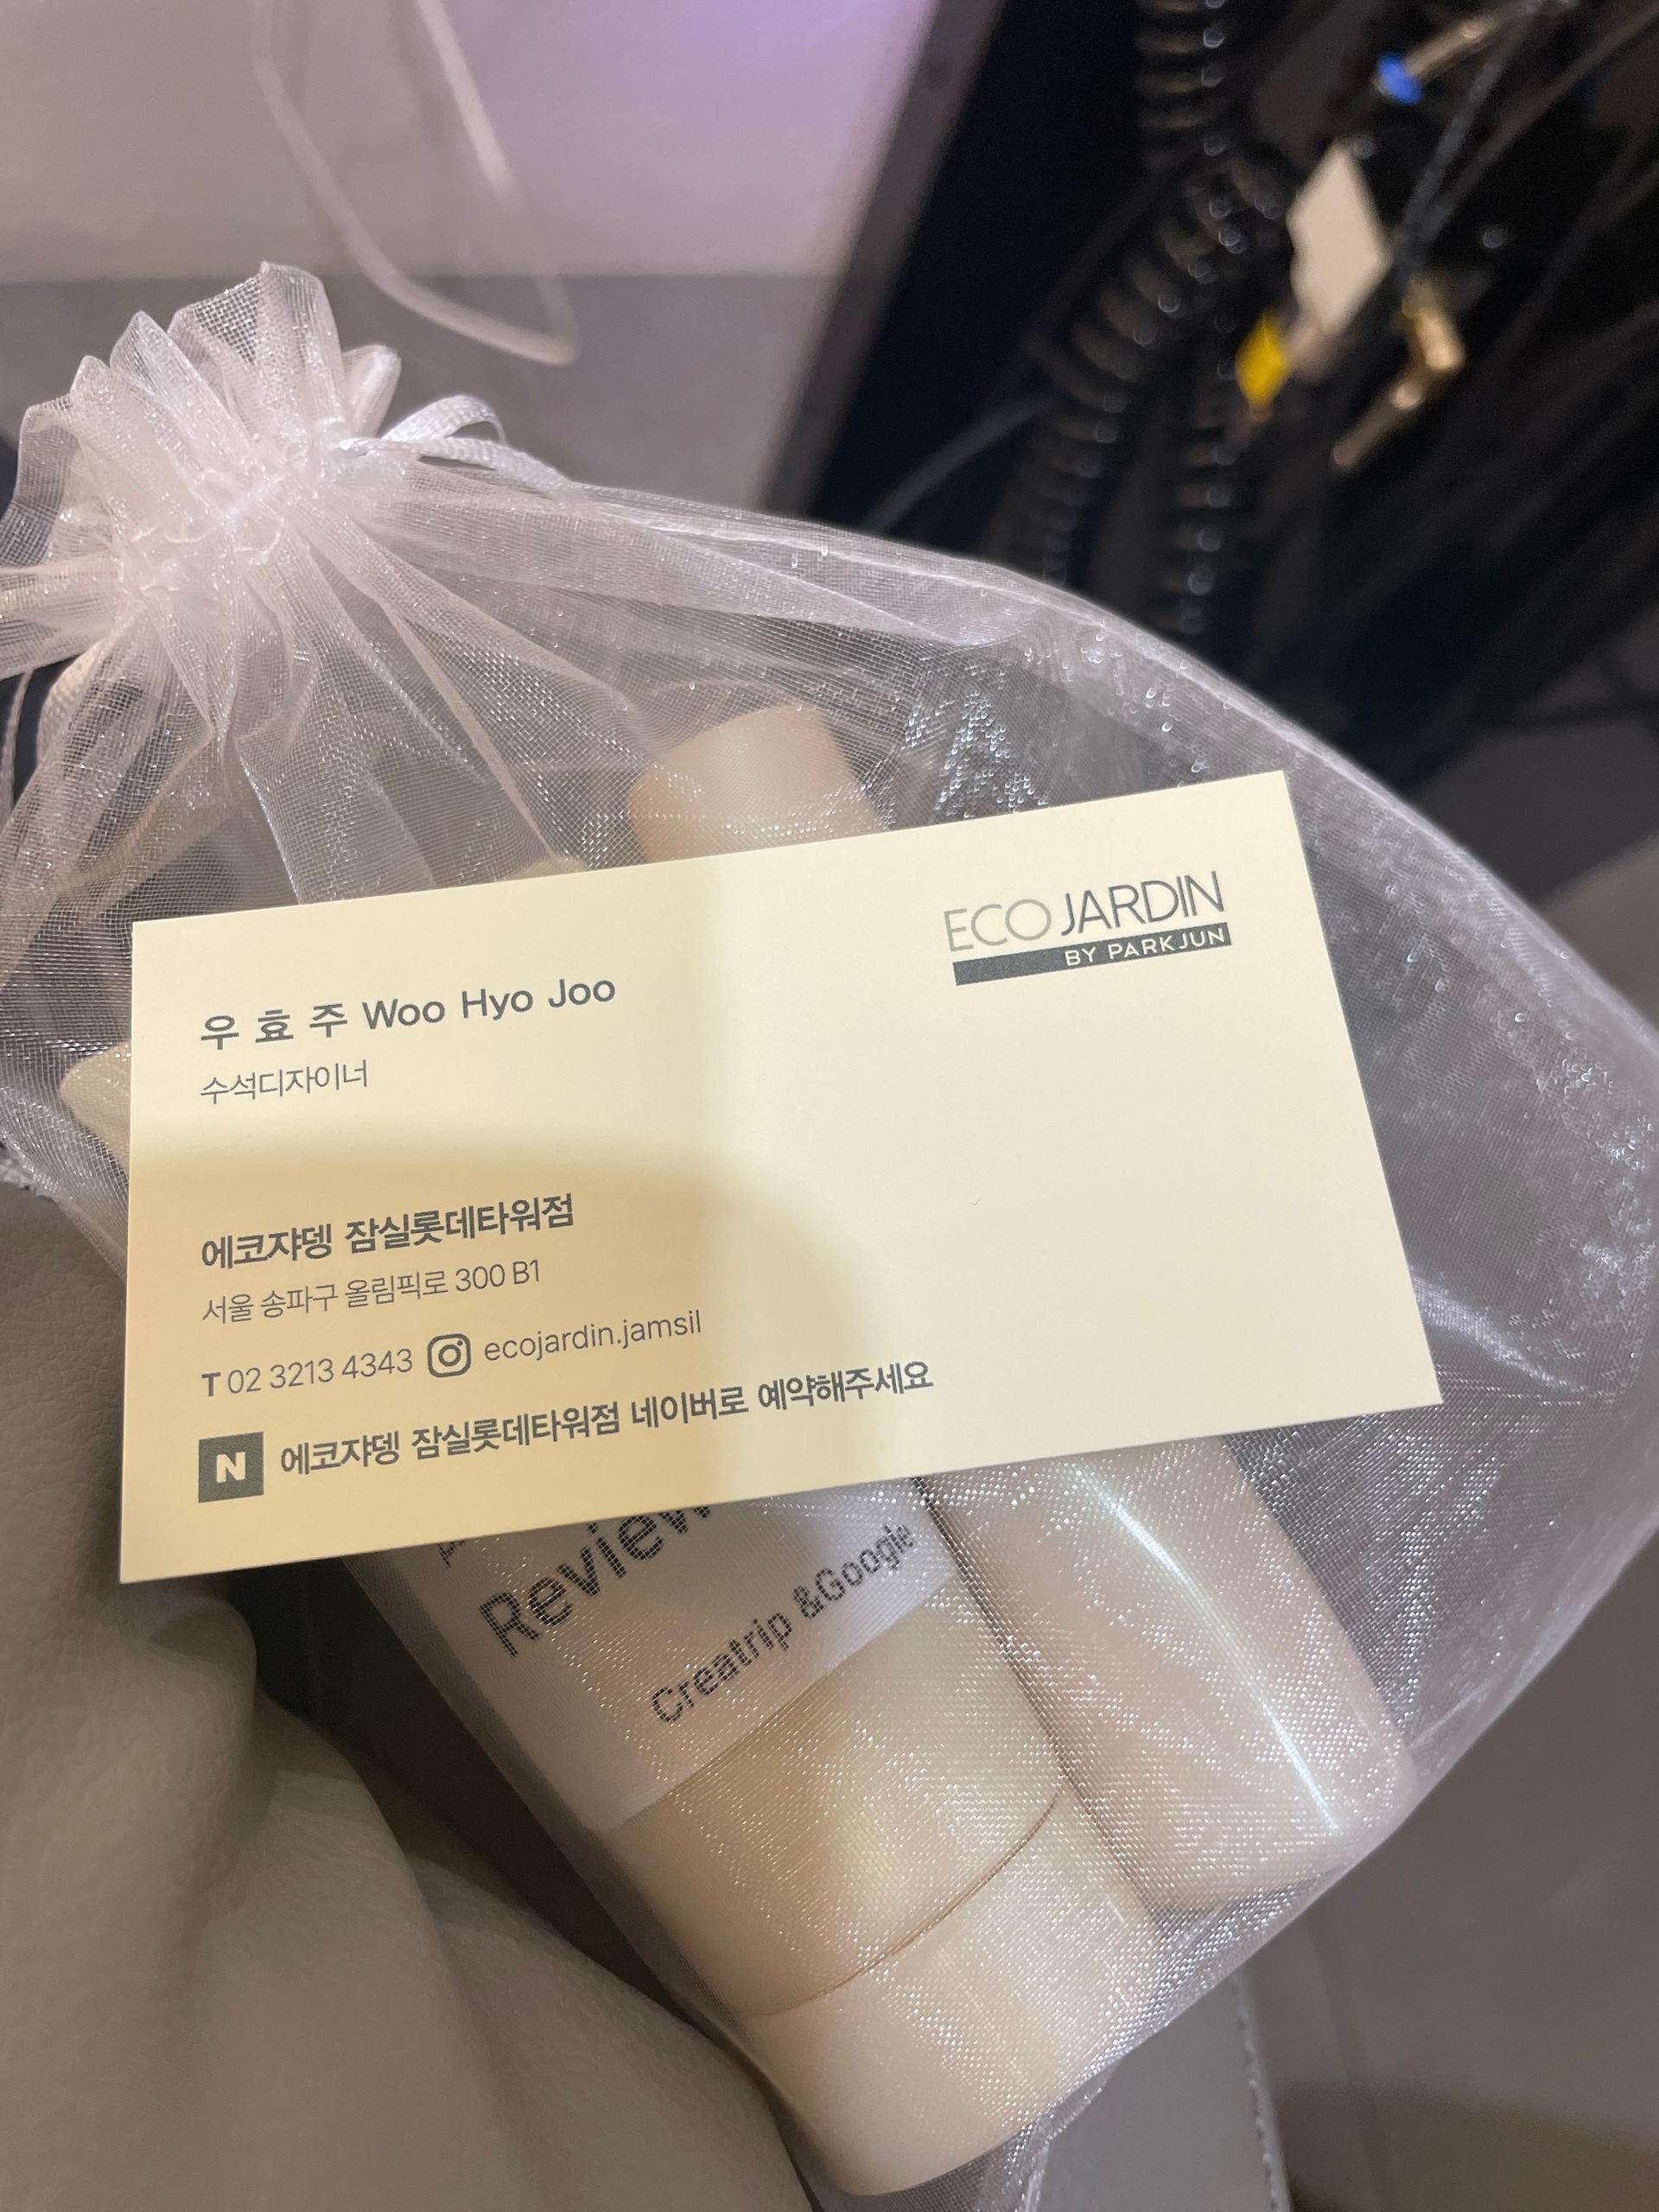 ECO JARDIN
BY PARKJUN
우 효 주 Woo Hyo Joo
수석디자이너
에코쟈뎅 잠실롯데타워점
서울 송파구 올림픽로 300 B1
T 02 3213 4343 ecojardin.jamsil
N 에코쟈뎅 잠실롯데타워점 네이버로 예약해주세요
Review
Creatrip &Google